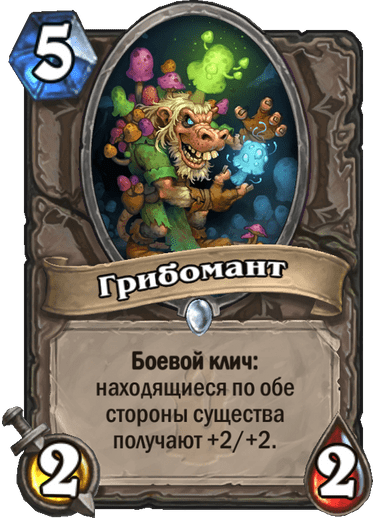 5
Грибомант
Боевой клич:
находящиеся по обе
стороны существа
получают +2/+2.
2
2